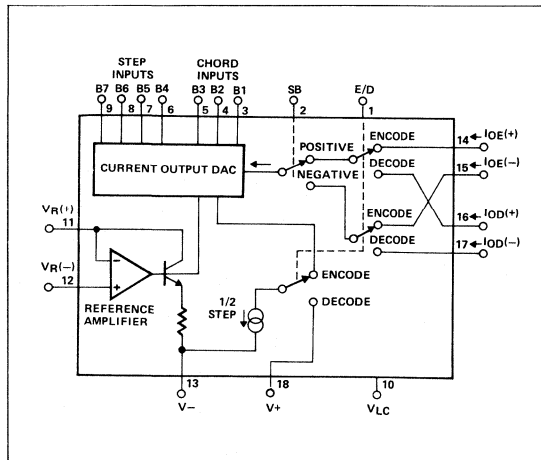 STEP INPUTS
CHORD INPUTS
B7 B6 B5 B4 B3 B2 B1 SB E/D
9 8 7 6 5 4 3 2 1
CURRENT OUTPUT DAC
POSITIVE
NEGATIVE
ENCODE
DECODE
ENCODE
DECODE
14 IOE(+)
15 IOE(-)
16 IOD(+)
17 IOD(-)
VR(+)
11
VR(-)
12
-
+
REFERENCE
AMPLIFIER
1/2
STEP
ENCODE
DECODE
13
V-
18
V+
10
VLC